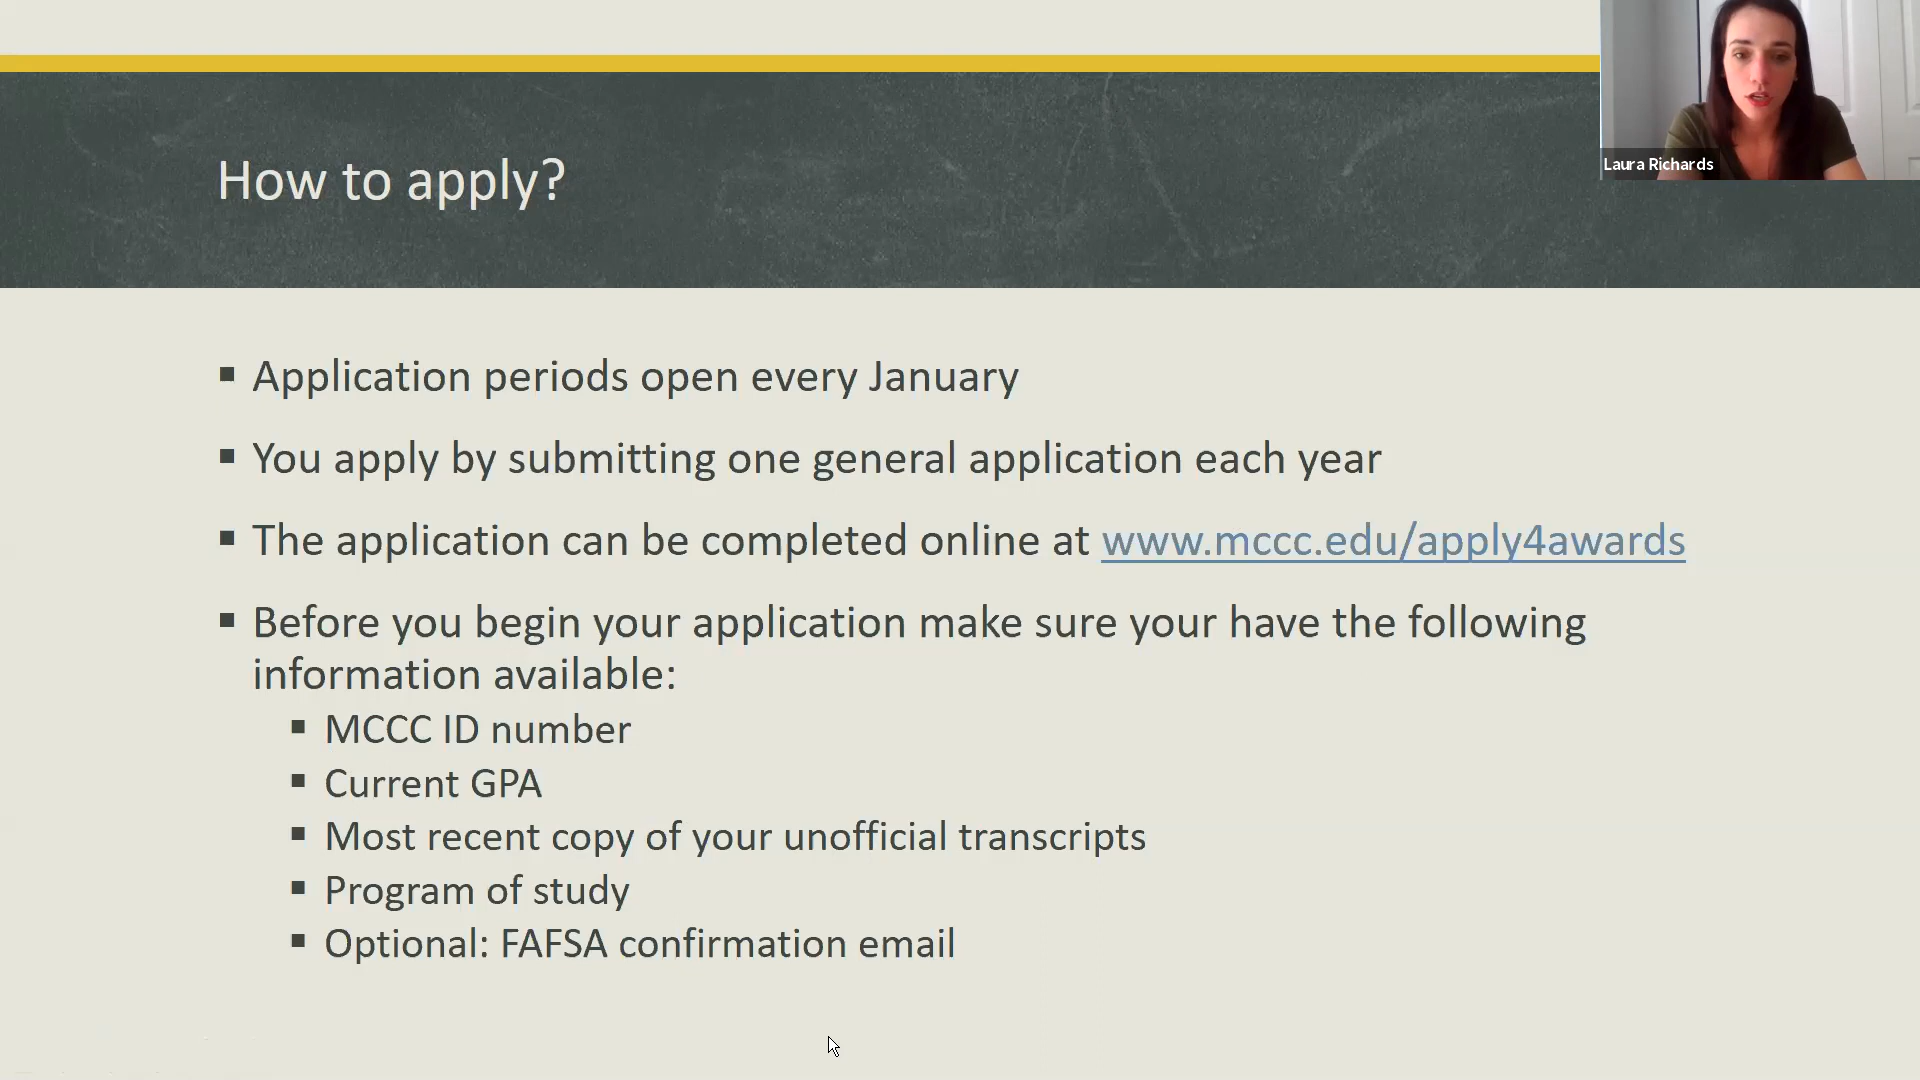 Laura Richards
How to apply?
▪ Application periods open every January
▪ You apply by submitting one general application each year
▪ The application can be completed online at www.mccc.edu/apply4awards
▪ Before you begin your application make sure your have the following
information available:
▪ MCCC ID number
▪ Current GPA
▪ Most recent copy of your unofficial transcripts
▪ Program of study
▪ Optional: FAFSA confirmation email